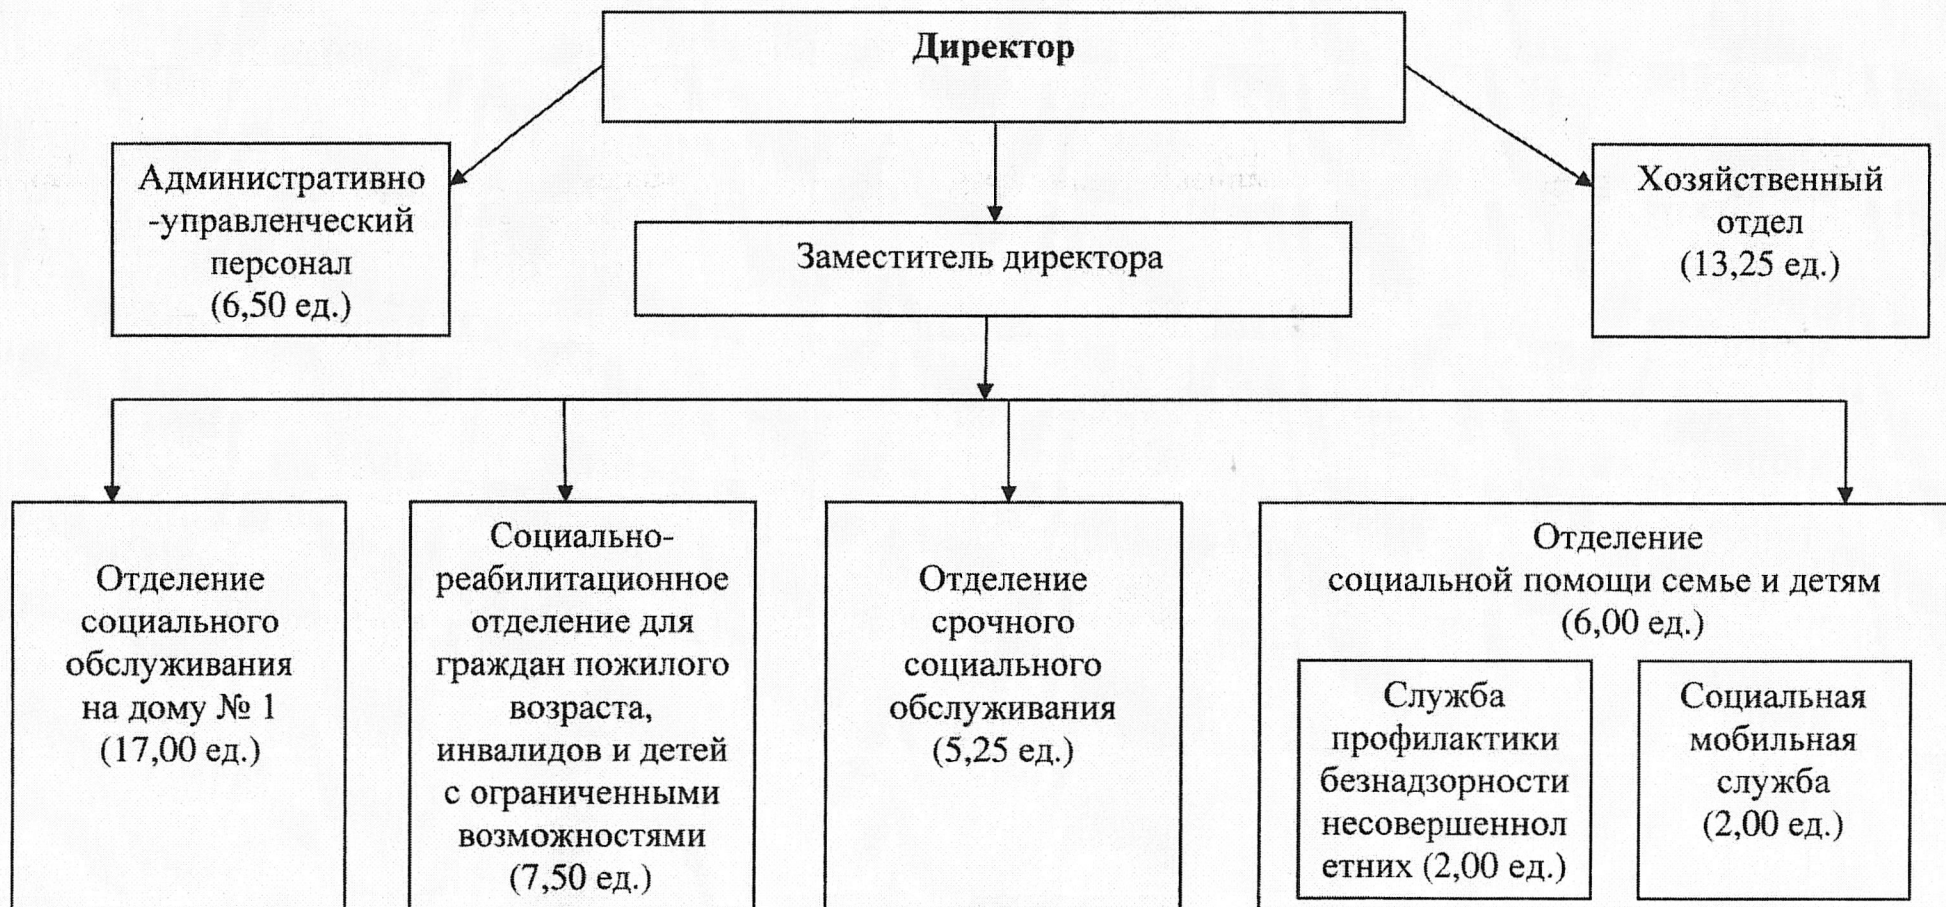 Директор
Административно
-управленческий
персонал
(6,50 ед.)
Заместитель директора
Хозяйственный
отдел
(13,25 ед.)
Отделение
социального
обслуживания
на дому № 1
(17,00 ед.)
Социально-
реабилитационное
отделение для
граждан пожилого
возраста,
инвалидов и детей
с ограниченными
возможностями
(7,50 ед.)
Отделение
срочного
социального
обслуживания
(5,25 ед.)
Отделение
социальной помощи семье и детям
(6,00 ед.)
Служба
профилактики
безнадзорности
несовершеннол
етних (2,00 ед.)
Социальная
мобильная
служба
(2,00 ед.)